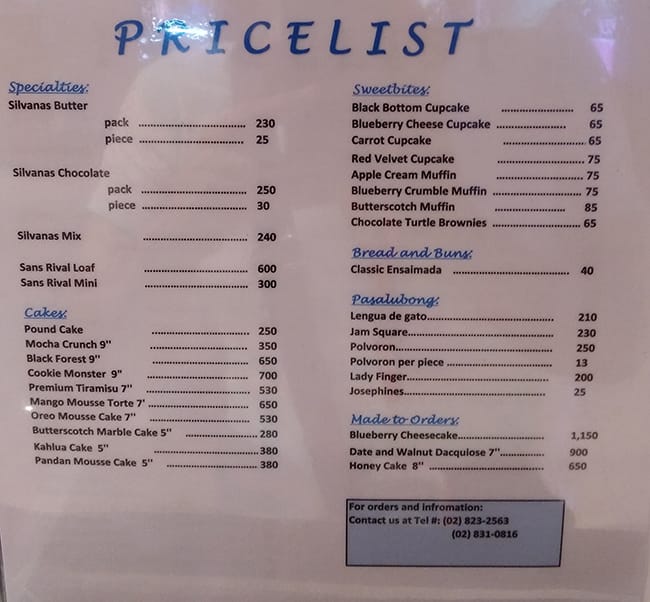 PRICELIST
Specialties:
Silvanas Butter
pack ................................ 230
piece ................................ 25
Silvanas Chocolate
pack ................................ 250
piece ................................ 30
Silvanas Mix ................................ 240
Sans Rival Loaf ................................ 600
Sans Rival Mini ................................ 300
Cakes:
Pound Cake ................................ 250
Mocha Crunch 9" ................................ 350
Black Forest 9" ................................ 650
Cookie Monster 9" ................................ 700
Premium Tiramisu 7" ................................ 530
Mango Mousse Torte 7' ................................ 650
Oreo Mousse Cake 7" ................................ 530
Butterscotch Marble Cake 5" ...................... 280
Kahlua Cake 5" ................................ 380
Pandan Mousse Cake 5" ........................... 380
Sweetbites:
Black Bottom Cupcake ...................... 65
Blueberry Cheese Cupcake ...................... 65
Carrot Cupcake ......................... 65
Red Velvet Cupcake ......................... 75
Apple Cream Muffin .......................... 75
Blueberry Crumble Muffin .......................... 75
Butterscotch Muffin ...................... 85
Chocolate Turtle Brownies .......................... 65
Bread and Buns:
Classic Ensaimada ................................... 40
Pasalubong:
Lengua de gato...................................... 210
Jam Square........................................... 230
Polvoron.............................................. 250
Polvoron per piece ................................ 13
Lady Finger........................................... 200
Josephines........................................... 25
Made to Orders:
Blueberry Cheesecake.......................... 1,150
Date and Walnut Dacquiose 7"............. 900
Honey Cake 8" ................................... 650
For orders and infromation:
Contact us at Tel #: (02) 823-2563
(02) 831-0816